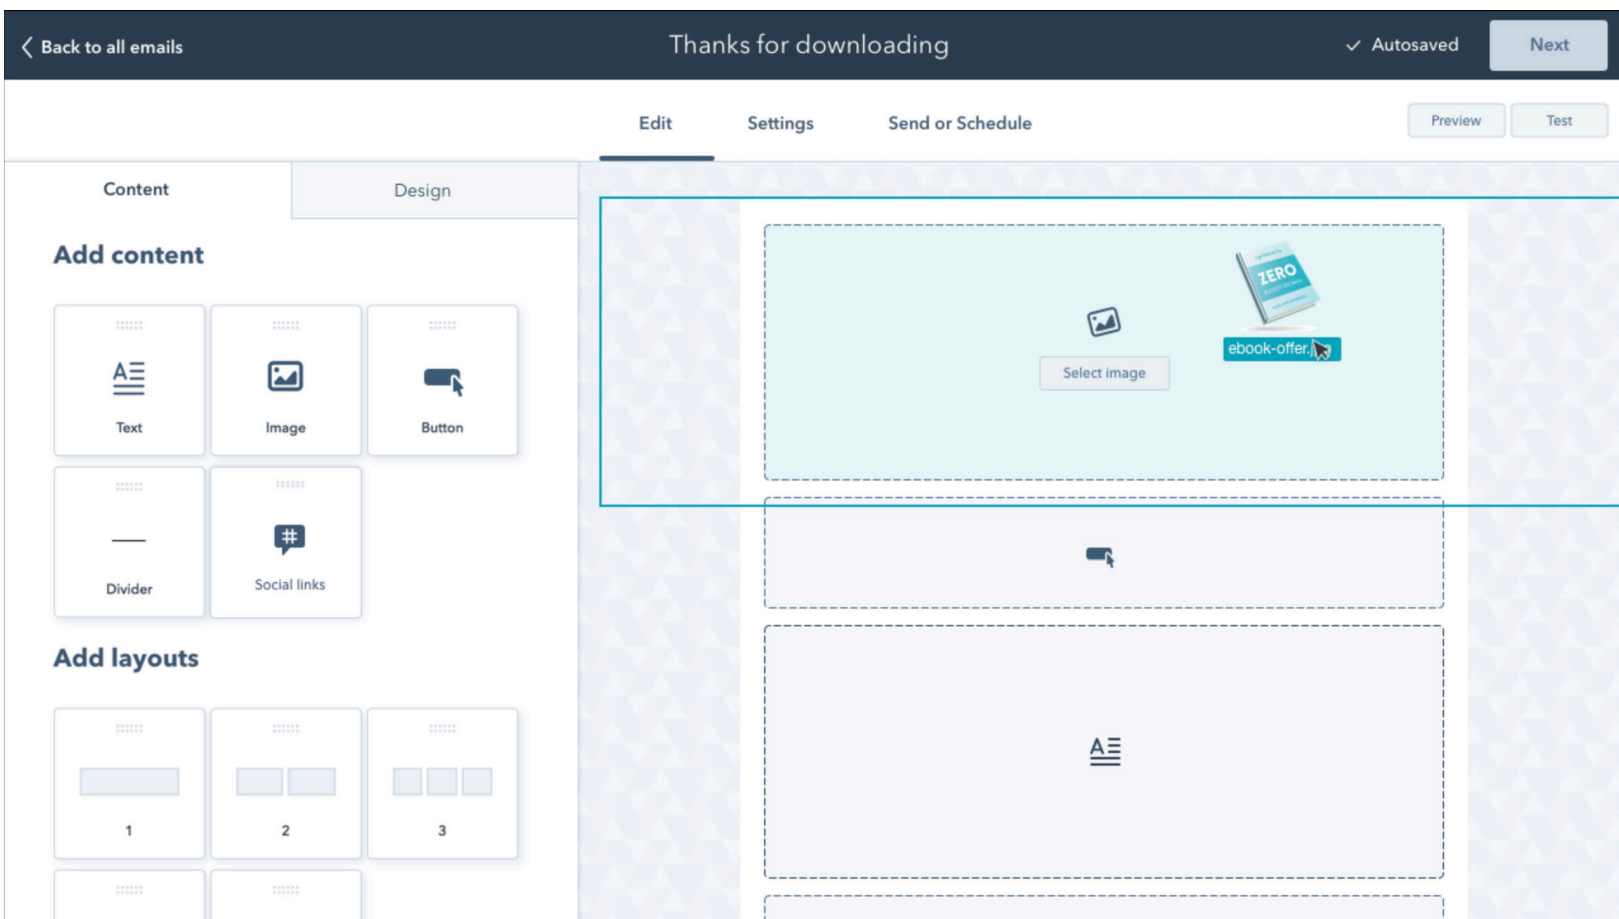 Back to all emails
Thanks for downloading
Autosaved
Next
Edit
Settings
Send or Schedule
Preview
Test
Content
Design
Add content
Text
Image
Button
Divider
Social links
Add layouts
1
2
3
ZERO
ebook-offer.
Select image